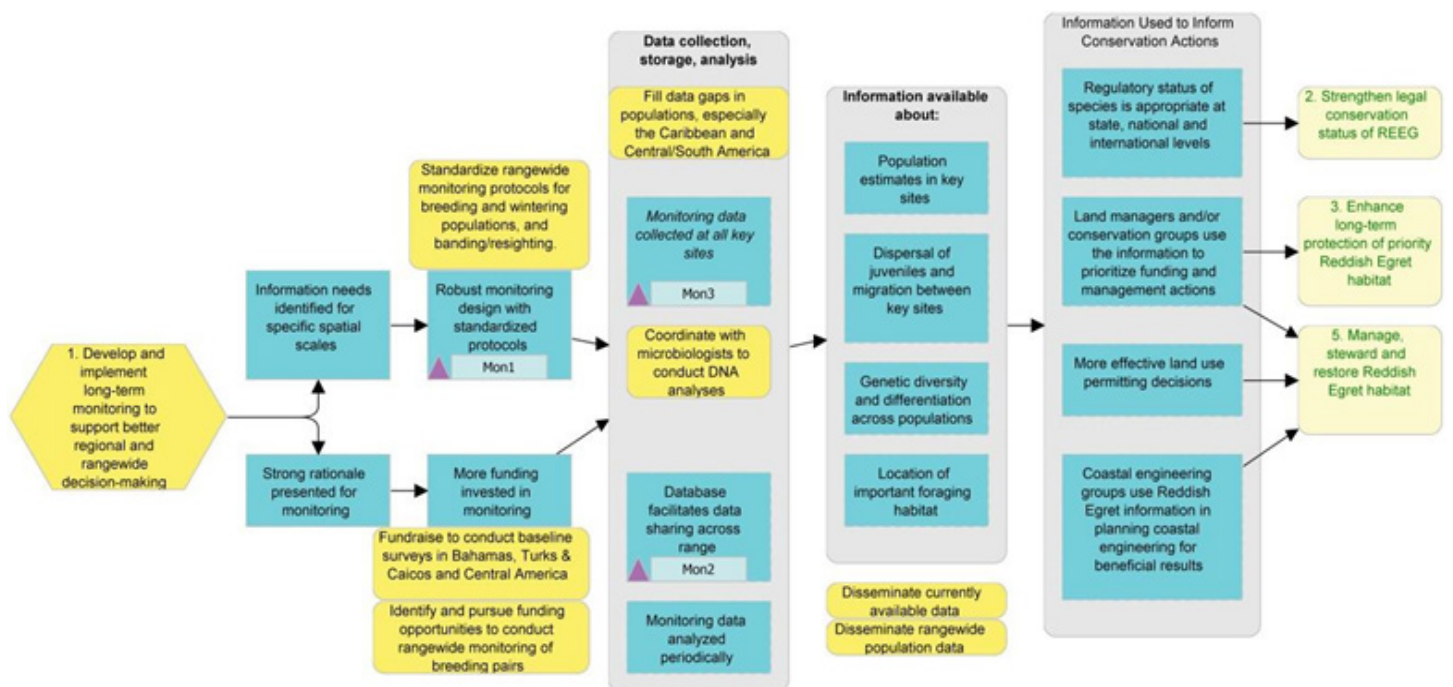 1. Develop and
implement
long-term
monitoring to
support better
regional and
rangewide
decision-making
Information needs
identified for
specific spatial
scales
Strong rationale
presented for
monitoring
Standardize rangewide
monitoring protocols for
breeding and wintering
populations, and
banding/resighting.
Robust monitoring
design with
standardized
protocols
Mon1
More funding
invested in
monitoring
Fundraise to conduct baseline
surveys in Bahamas, Turks &
Caicos and Central America
Identify and pursue funding
opportunities to conduct
rangewide monitoring of
breeding pairs
Data collection,
storage, analysis
Fill data gaps in
populations, especially
the Caribbean and
Central/South America
Monitoring data
collected at all key
sites
Mon3
Coordinate with
microbiologists to
conduct DNA
analyses
Database
facilitates data
sharing across
range
Mon2
Monitoring data
analyzed
periodically
Information available
about:
Population
estimates in key
sites
Dispersal of
juveniles and
migration between
key sites
Genetic diversity
and differentiation
across populations
Location of
important foraging
habitat
Disseminate currently
available data
Disseminate rangewide
population data
Information Used to Inform
Conservation Actions
Regulatory status of
species is appropriate at
state, national and
international levels
Land managers and/or
conservation groups use
the information to
prioritize funding and
management actions
More effective land use
permitting decisions
Coastal engineering
groups use Reddish
Egret information in
planning coastal
engineering for
beneficial results
2. Strengthen legal
conservation
status of REEG
3. Enhance
long-term
protection of priority
Reddish Egret
habitat
5. Manage,
steward and
restore Reddish
Egret habitat